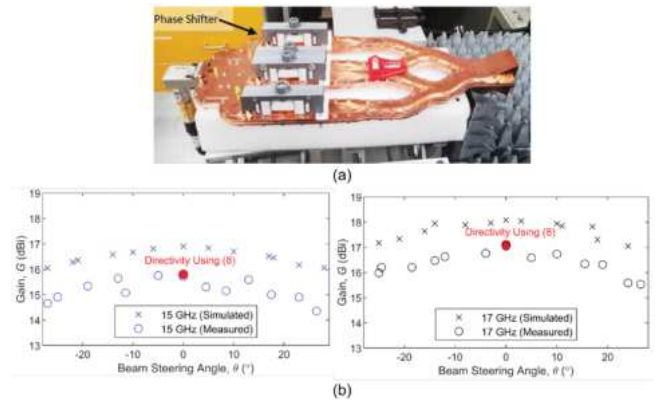 Phase Shifter
(a)
19
18
17
16
15
14
13
Gain, G (dBi)
Directivity Using (8)
× 15 GHz (Simulated)
○ 15 GHz (Measured)
-20 -10 0 10 20
Beam Steering Angle, θ (°)
19
18
17
16
15
14
13
Gain, G (dBi)
Directivity Using (8)
× 17 GHz (Simulated)
○ 17 GHz (Measured)
-20 -10 0 10 20
Beam Steering Angle, θ (°)
(b)